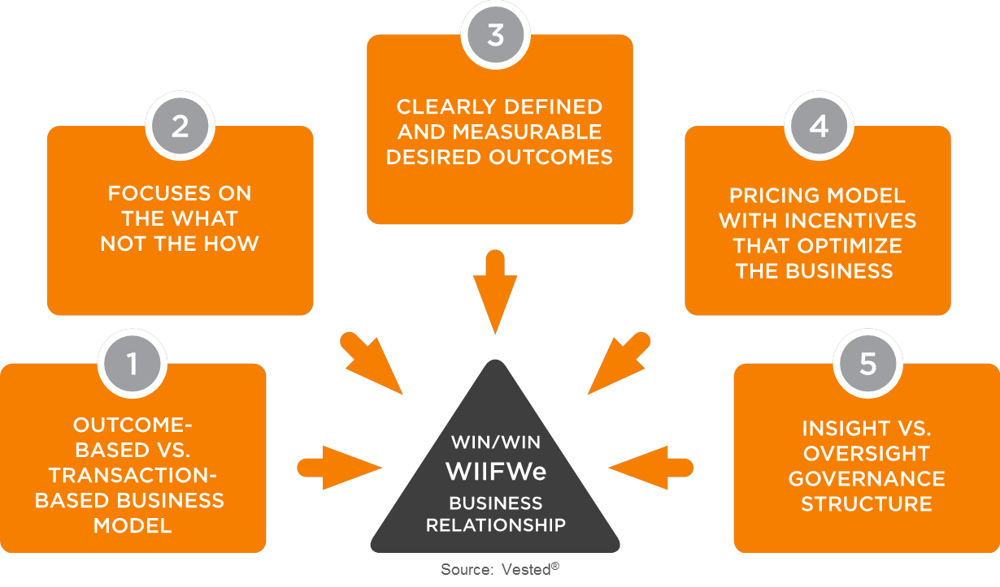 1
OUTCOME-
BASED VS.
TRANSACTION-
BASED BUSINESS
MODEL
2
FOCUSES ON
THE WHAT
NOT THE HOW
3
CLEARLY DEFINED
AND MEASURABLE
DESIRED OUTCOMES
4
PRICING MODEL
WITH INCENTIVES
THAT OPTIMIZE
THE BUSINESS
5
INSIGHT VS.
OVERSIGHT
GOVERNANCE
STRUCTURE
WIN/WIN
WIIFWe
BUSINESS
RELATIONSHIP
Source: Vested®